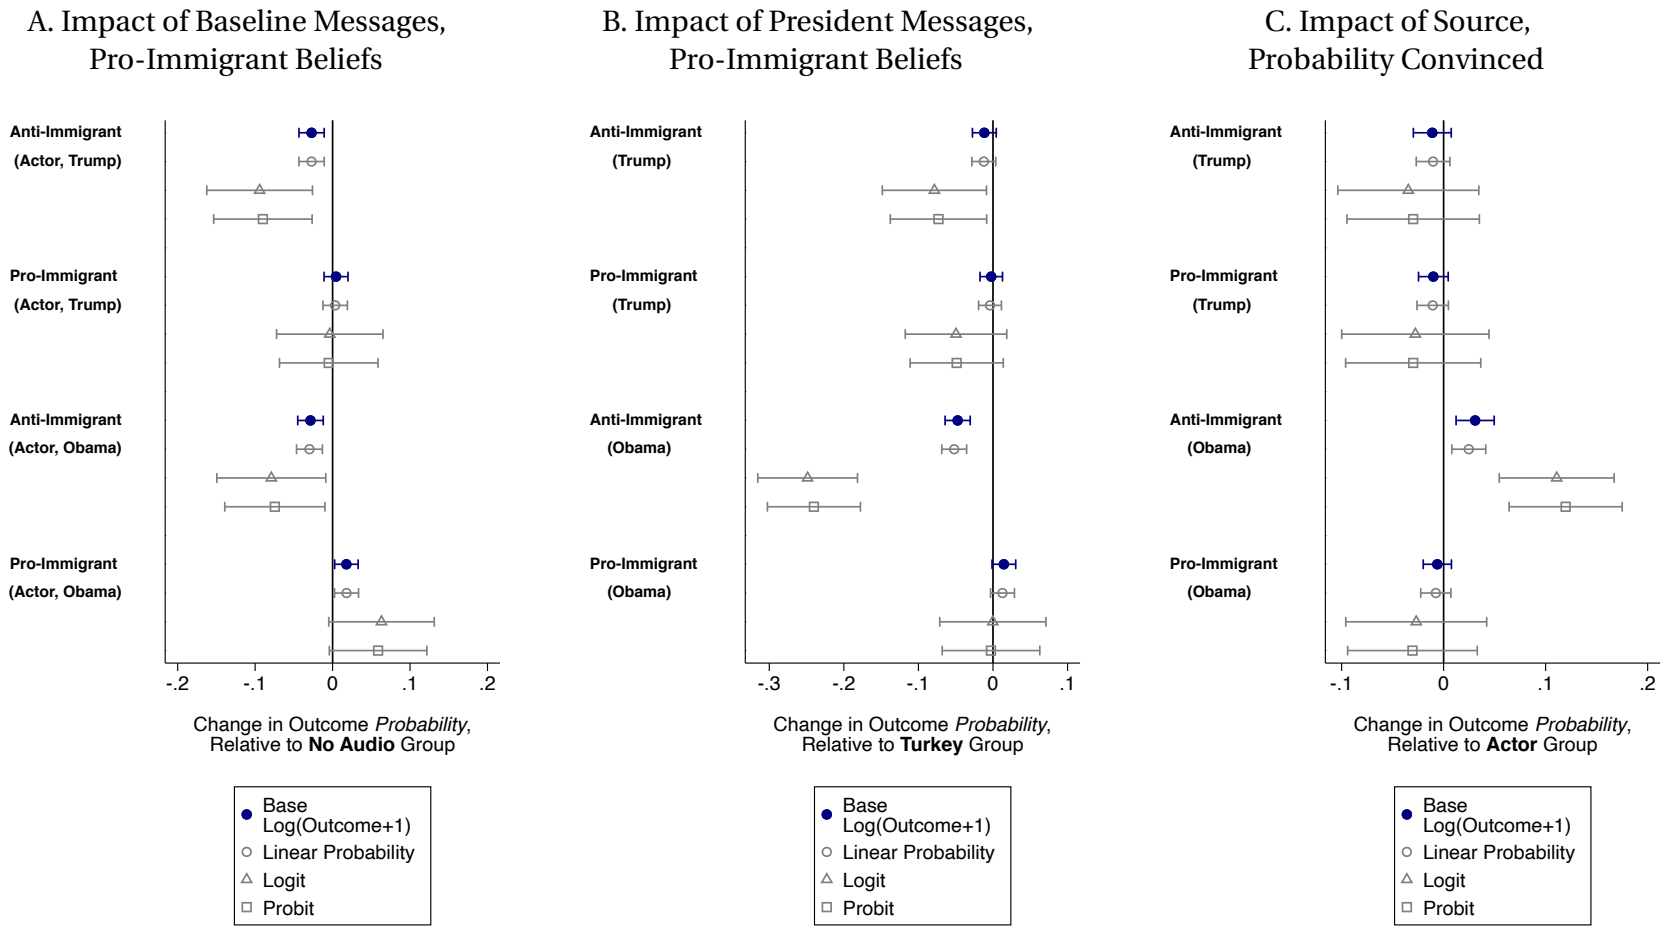 A. Impact of Baseline Messages,
Pro-Immigrant Beliefs
Anti-Immigrant
(Actor, Trump)
Pro-Immigrant
(Actor, Trump)
Anti-Immigrant
(Actor, Obama)
Pro-Immigrant
(Actor, Obama)
-.2 -.1 0 .1 .2
Change in Outcome Probability,
Relative to No Audio Group
Base
Log(Outcome+1)
Linear Probability
Logit
Probit
B. Impact of President Messages,
Pro-Immigrant Beliefs
Anti-Immigrant
(Trump)
Pro-Immigrant
(Trump)
Anti-Immigrant
(Obama)
Pro-Immigrant
(Obama)
-.3 -.2 -.1 0 .1
Change in Outcome Probability,
Relative to Turkey Group
Base
Log(Outcome+1)
Linear Probability
Logit
Probit
C. Impact of Source,
Probability Convinced
Anti-Immigrant
(Trump)
Pro-Immigrant
(Trump)
Anti-Immigrant
(Obama)
Pro-Immigrant
(Obama)
-.1 0 .1 .2
Change in Outcome Probability,
Relative to Actor Group
Base
Log(Outcome+1)
Linear Probability
Logit
Probit